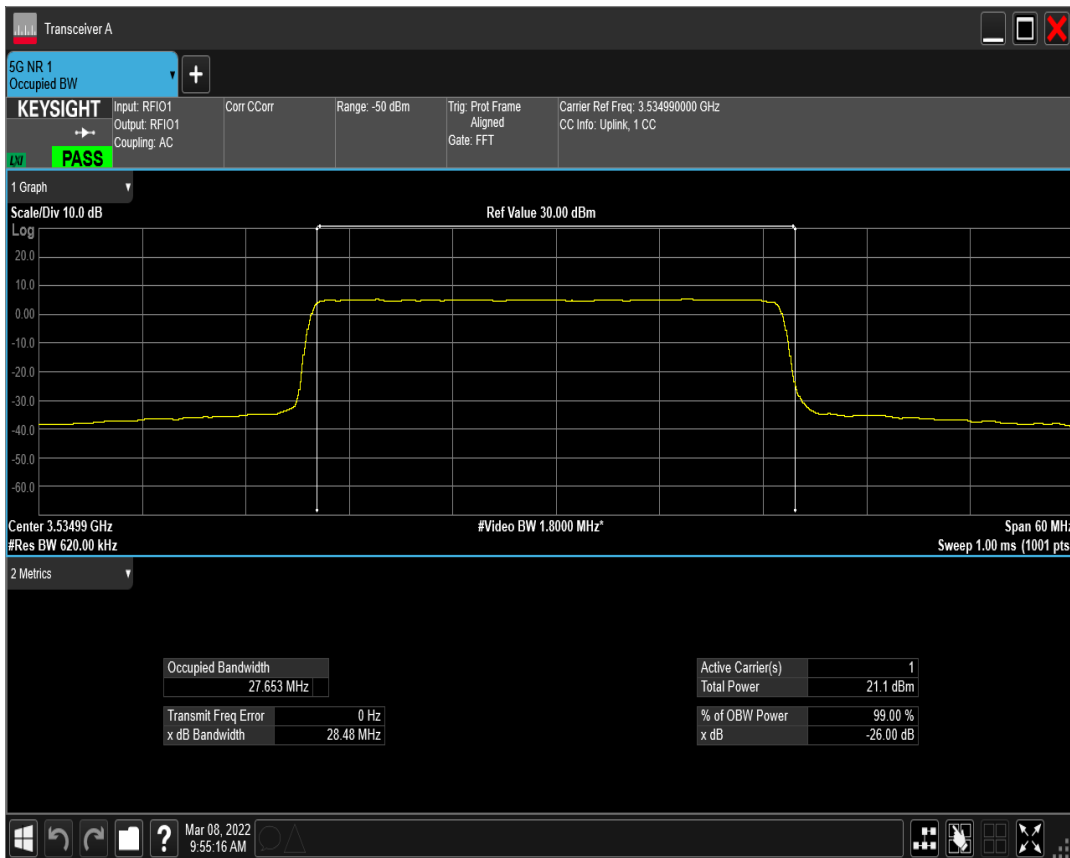 Transceiver A
5G NR 1
Occupied BW
+
KEYSIGHT
LXI
PASS
Input: RFIO1
Output: RFIO1
Coupling: AC
Corr CCorr
Range: -50 dBm
Trig: Prot Frame
Aligned
Gate: FFT
Carrier Ref Freq: 3.534990000 GHz
CC Info: Uplink, 1 CC
1 Graph
Scale/Div 10.0 dB
Ref Value 30.00 dBm
Log
20.0
10.0
0.00
-10.0
-20.0
-30.0
-40.0
-50.0
-60.0
Center 3.53499 GHz
#Video BW 1.8000 MHz*
Span 60 MHz
#Res BW 620.00 kHz
Sweep 1.00 ms (1001 pts
2 Metrics
Occupied Bandwidth
27.653 MHz
Transmit Freq Error 0 Hz
x dB Bandwidth 28.48 MHz
Active Carrier(s) 1
Total Power 21.1 dBm
% of OBW Power 99.00 %
x dB -26.00 dB
?
Mar 08, 2022
9:55:16 AM